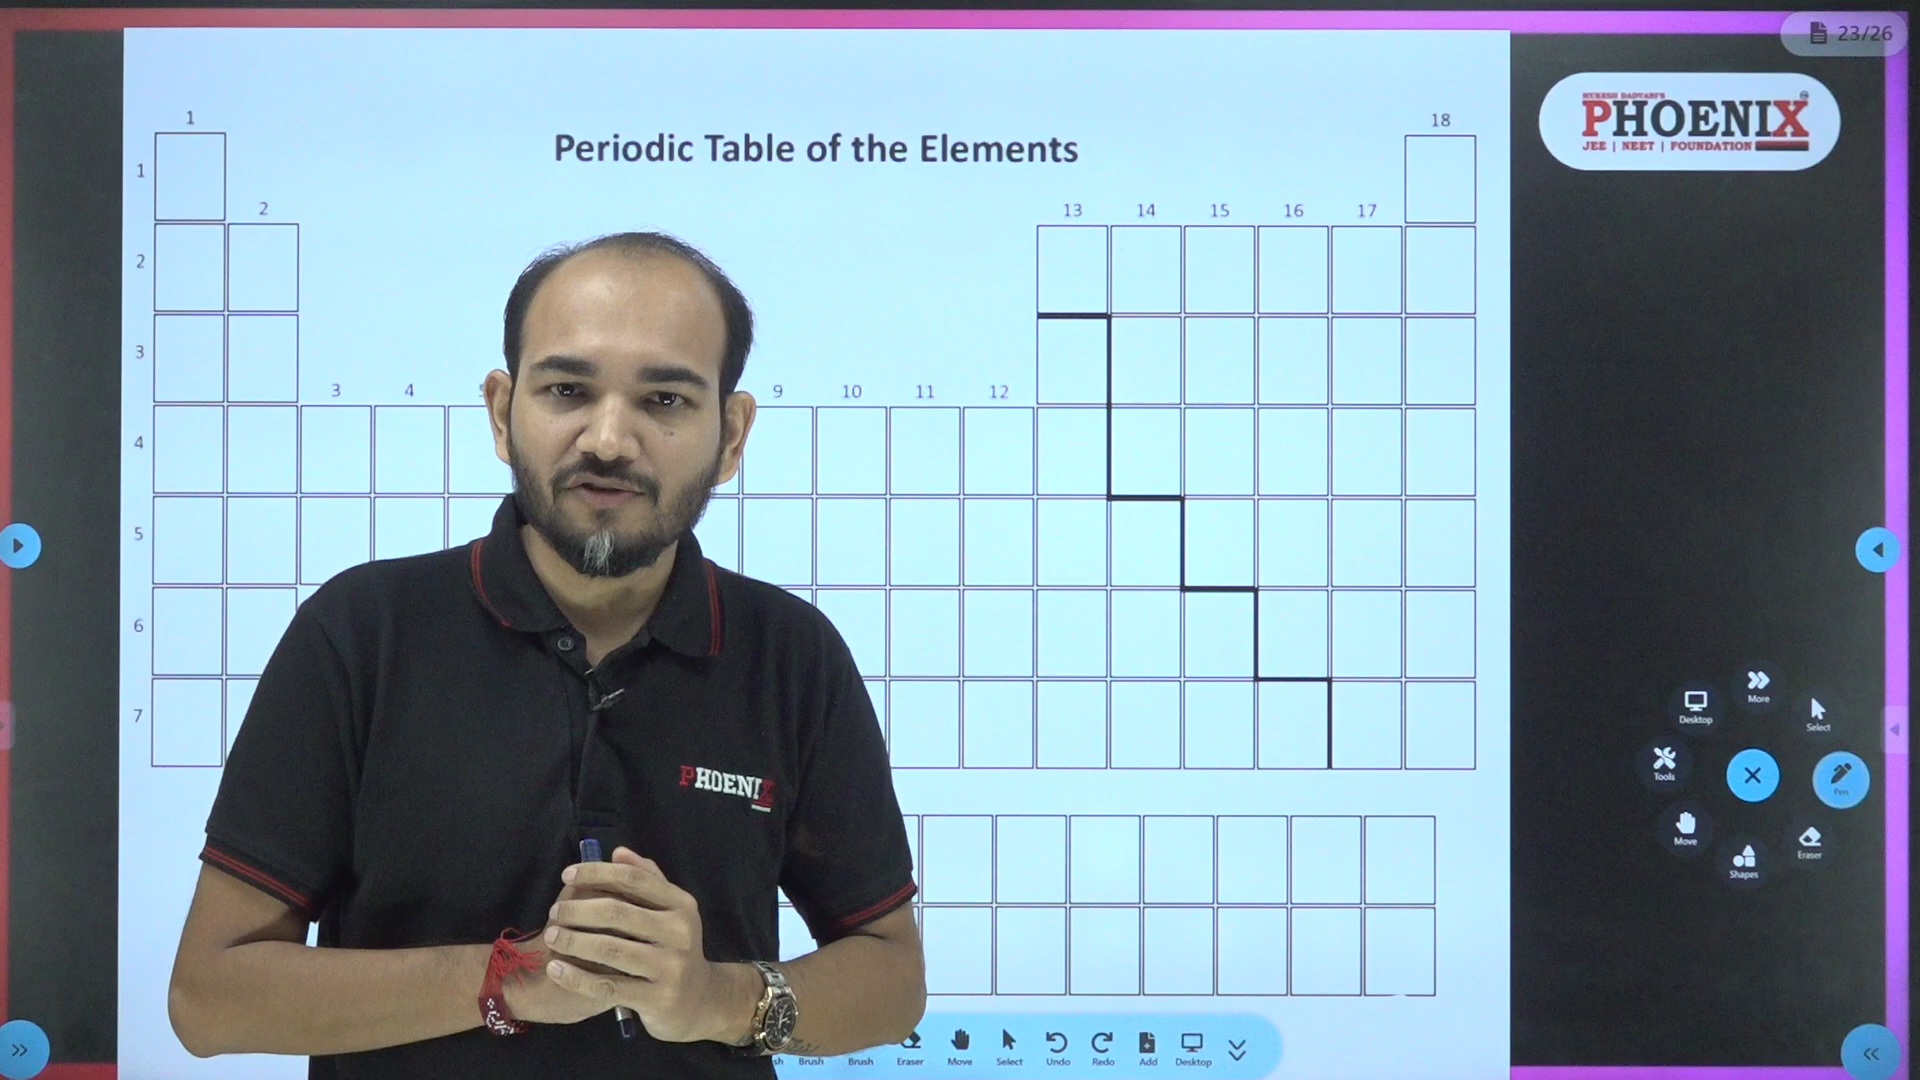 23/26
MUKESH DADVANI'S
PHOENIX
JEE | NEET | FOUNDATION
Periodic Table of the Elements
1
18
1
2
13 14 15 16 17
2
3
3 4 9 10 11 12
4
5
6
7
PHOENIX
More
Desktop
Select
Tools
Pen
Move
Eraser
Shapes
Brush Brush Eraser Move Select Undo Redo Add Desktop